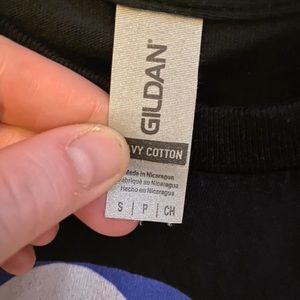 GILDAN®
VY COTTON
Made in Nicaragua
Fabriqué au Nicaragua
Hecho en Nicaragua
S | P | CH